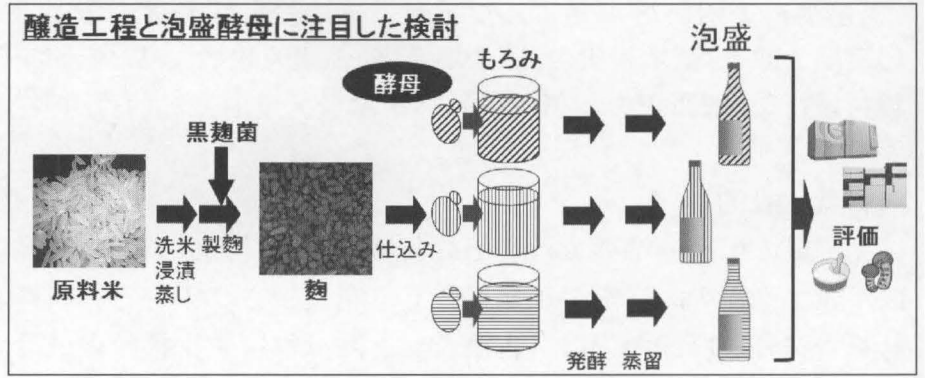 醸造工程と泡盛酵母に注目した検討
泡盛
もろみ
酵母
黒麹菌
洗米
浸漬
蒸し
製麹
仕込み
原料米
麹
評価
発酵
蒸留